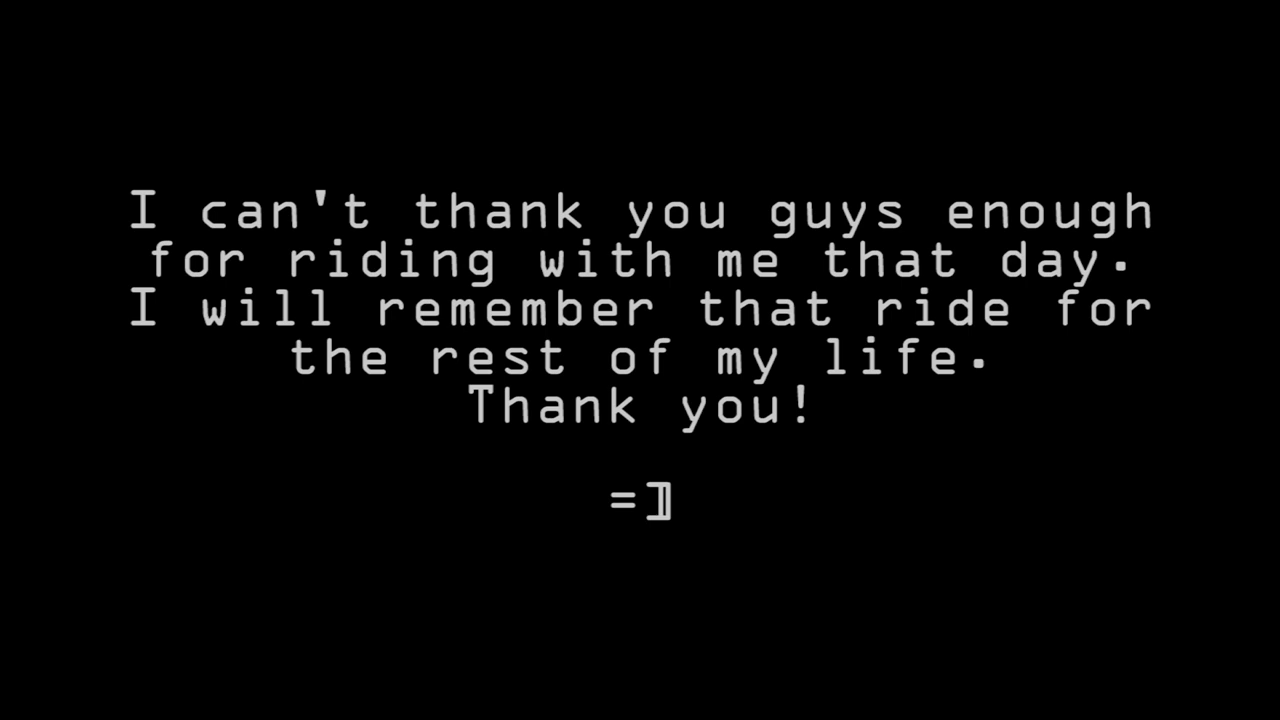 I can't thank you guys enough
for riding with me that day.
I will remember that ride for
the rest of my life.
Thank you!
=]